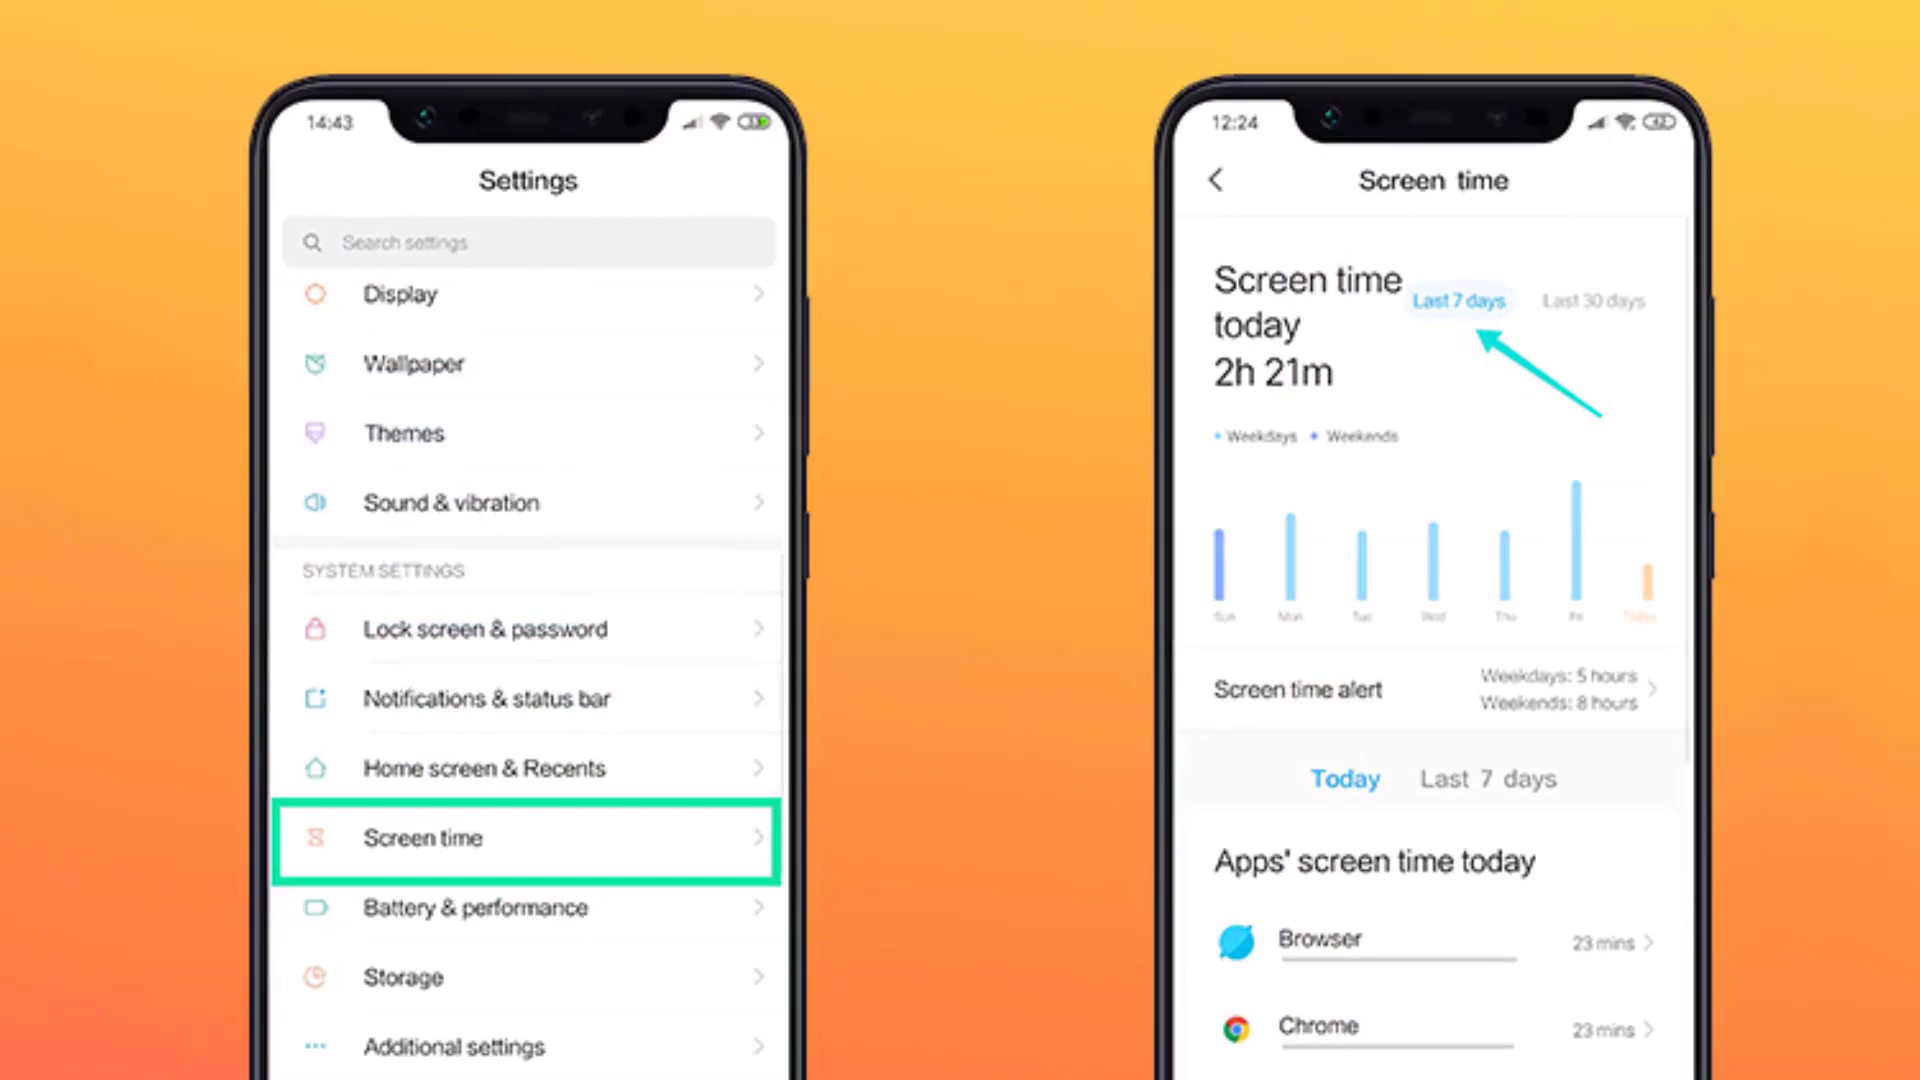 14:43
Settings
Search settings
Display
Wallpaper
Themes
Sound & vibration
SYSTEM SETTINGS
Lock screen & password
Notifications & status bar
Home screen & Recents
Screen time
Battery & performance
Storage
Additional settings
12:24
Screen time
Screen time
today
2h 21m
Last 7 days
Last 30 days
Weekdays Weekends
Sun Mon Tue Wed Thu Fri Today
Screen time alert
Weekdays: 5 hours
Weekends: 8 hours
Today Last 7 days
Apps' screen time today
Browser
23 mins
Chrome
23 mins